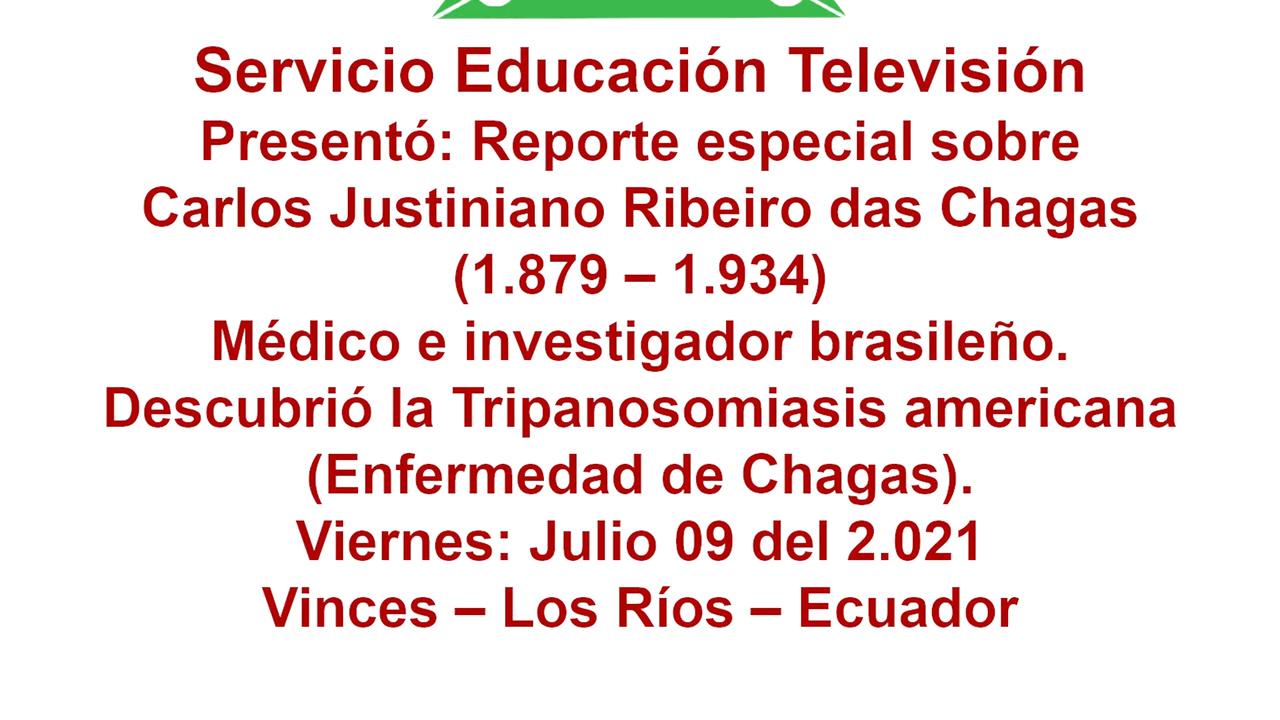 Servicio Educación Televisión
Presentó: Reporte especial sobre
Carlos Justiniano Ribeiro das Chagas
(1.879 – 1.934)
Médico e investigador brasileño.
Descubrió la Tripanosomiasis americana
(Enfermedad de Chagas).
Viernes: Julio 09 del 2.021
Vinces – Los Ríos – Ecuador